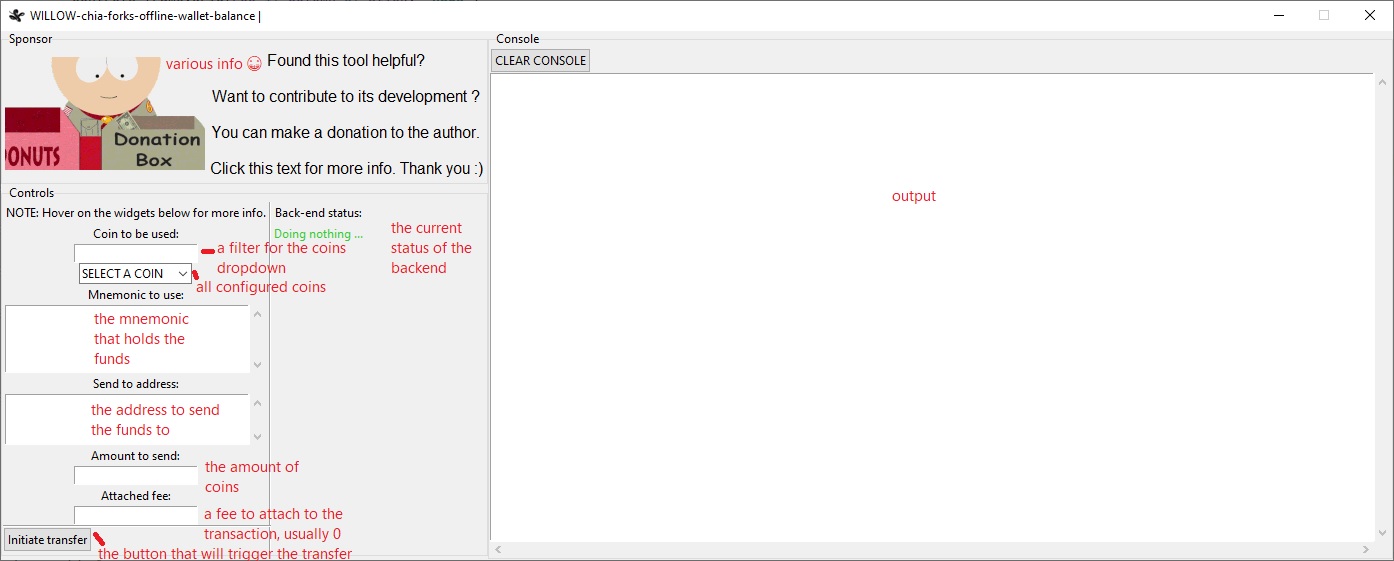 WILLOW-chia-forks-offline-wallet-balance |
Sponsor
various info
Found this tool helpful?
Want to contribute to its development ?
You can make a donation to the author.
Click this text for more info. Thank you :)
DONUTS
Donation
Box
Controls
NOTE: Hover on the widgets below for more info.
Coin to be used:
a filter for the coins
dropdown
SELECT A COIN
all configured coins
Mnemonic to use:
the mnemonic
that holds the
funds
Send to address:
the address to send
the funds to
Amount to send:
the amount of
coins
Attached fee:
a fee to attach to the
transaction, usually 0
Initiate transfer
the button that will trigger the transfer
Back-end status:
Doing nothing ...
the current
status of the
backend
Console
CLEAR CONSOLE
output